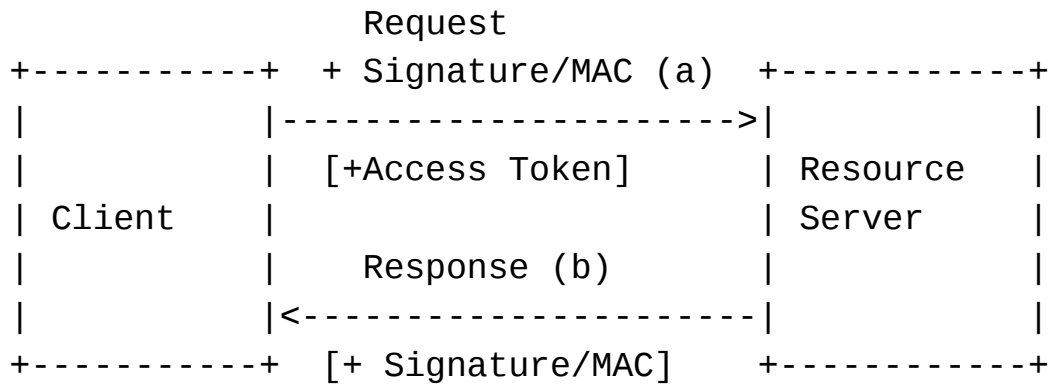 Request
+-----------+  + Signature/MAC (a)  +------------+
|           |---------------------->|            |
|           |  [+Access Token]      | Resource   |
| Client    |                       | Server     |
|           |    Response (b)       |            |
|           |<----------------------|            |
+-----------+  [+ Signature/MAC]    +------------+